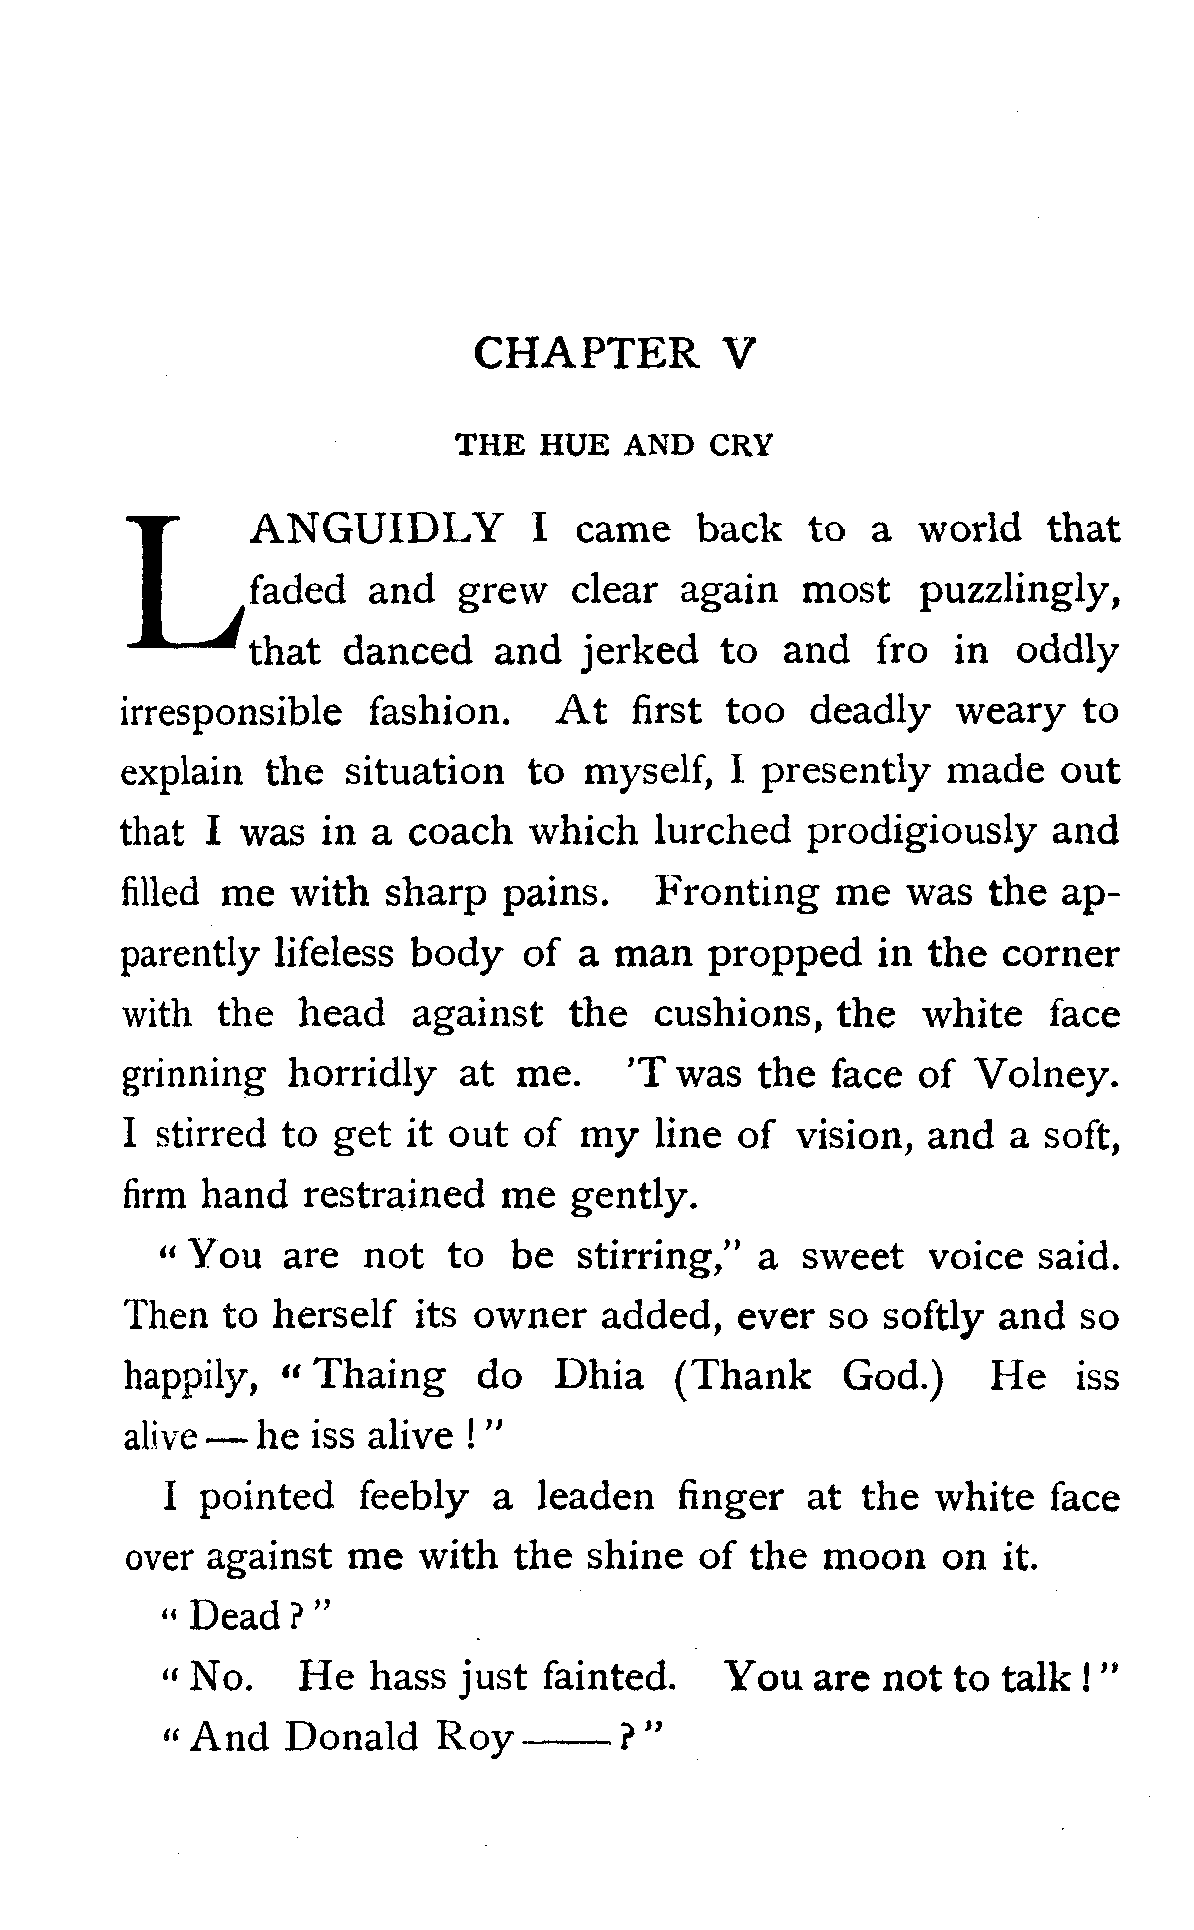 CHAPTER V
THE HUE AND CRY
LANGUIDLY I came back to a world that
faded and grew clear again most puzzlingly,
that danced and jerked to and fro in oddly
irresponsible fashion. At first too deadly weary to
explain the situation to myself, I presently made out
that I was in a coach which lurched prodigiously and
filled me with sharp pains. Fronting me was the ap-
parently lifeless body of a man propped in the corner
with the head against the cushions, the white face
grinning horridly at me. 'T was the face of Volney.
I stirred to get it out of my line of vision, and a soft,
firm hand restrained me gently.
"You are not to be stirring," a sweet voice said.
Then to herself its owner added, ever so softly and so
happily, "Thaing do Dhia (Thank God.) He iss
alive — he iss alive!"
I pointed feebly a leaden finger at the white face
over against me with the shine of the moon on it.
"Dead?"
"No. He hass just fainted. You are not to talk!"
"And Donald Roy——?"